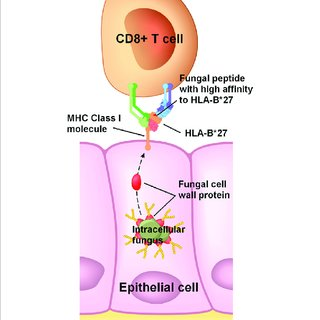 CD8+ T cell
Fungal peptide
with high affinity
to HLA-B*27
MHC Class I
molecule
HLA-B*27
Fungal cell
wall protein
Intracellular
fungus
Epithelial cell